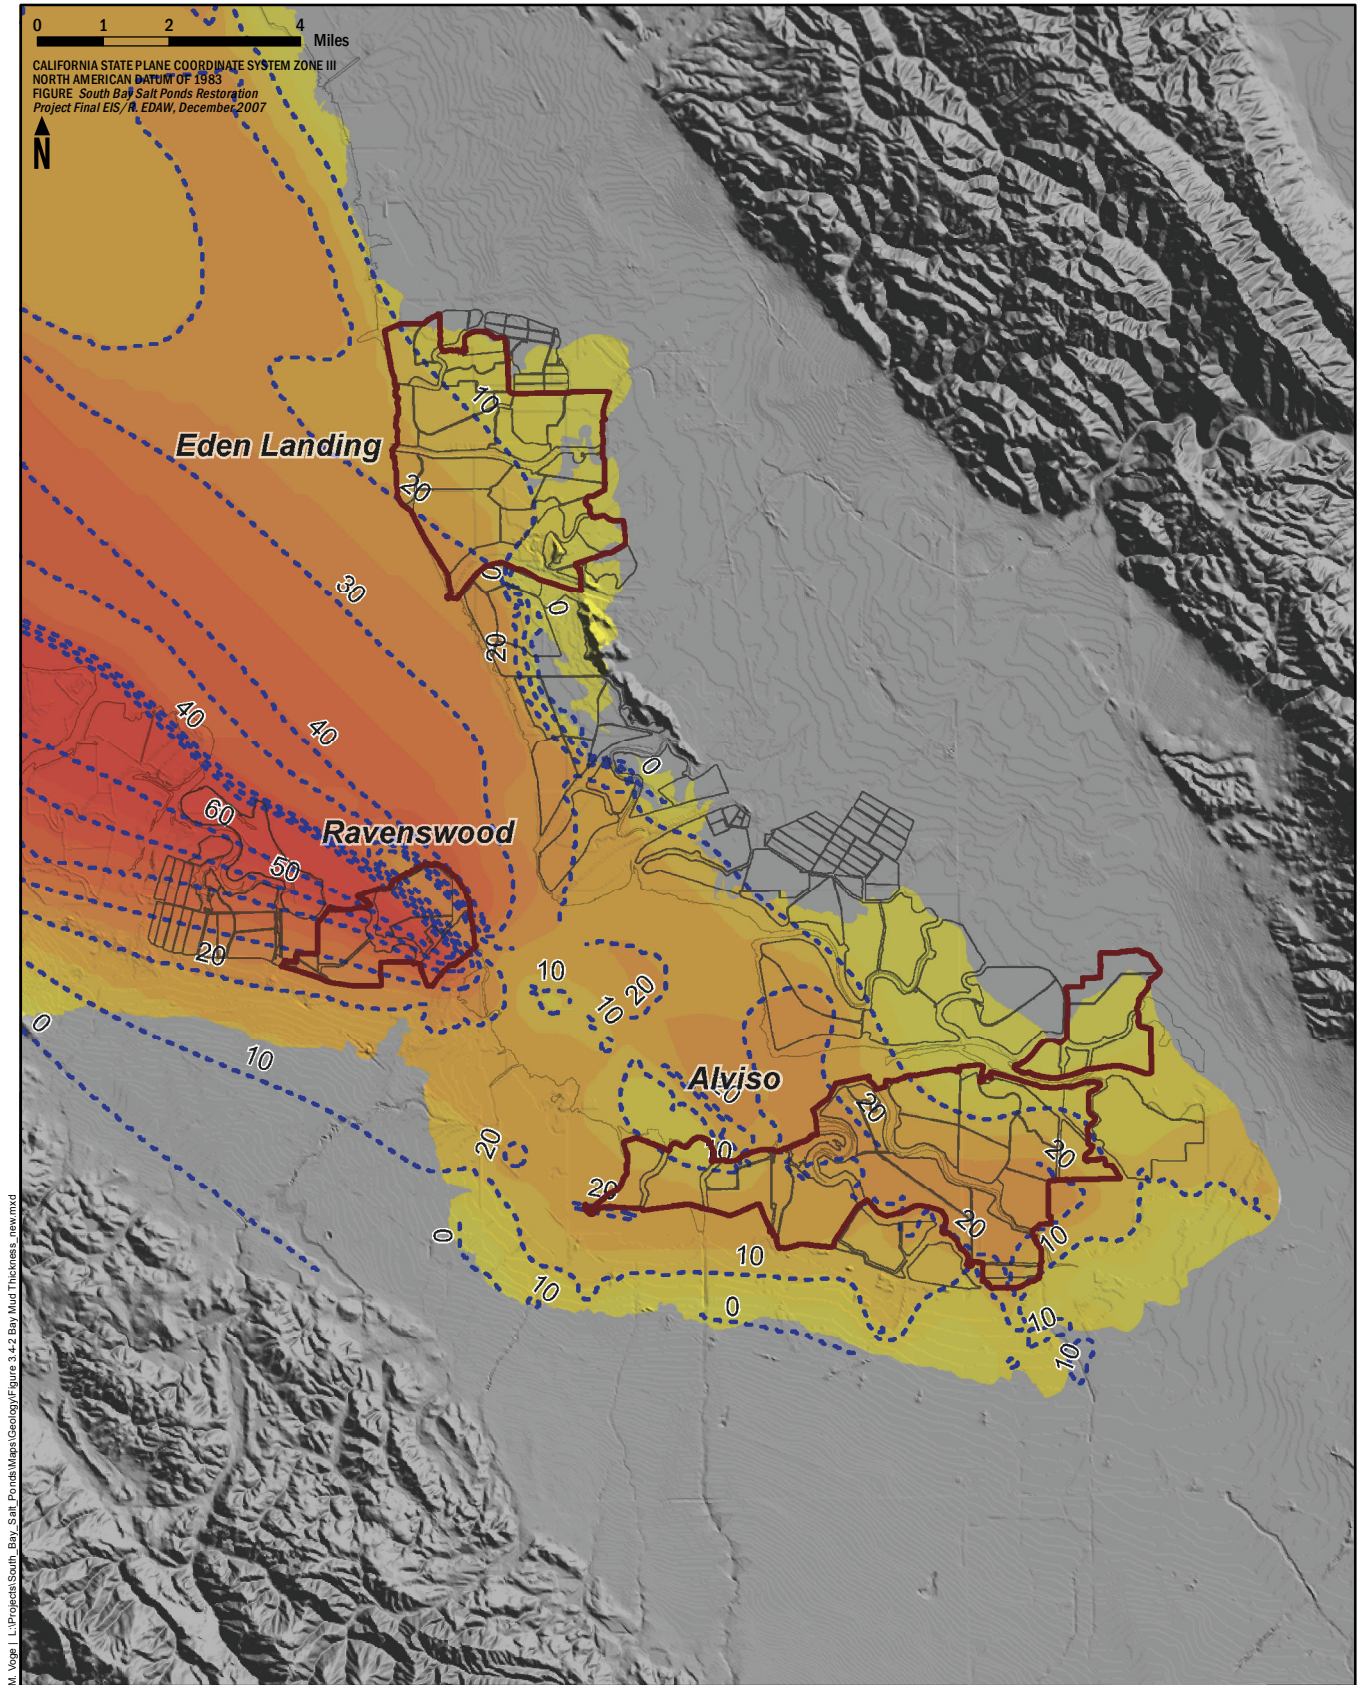 0 1 2 4
Miles
CALIFORNIA STATE PLANE COORDINATE SYSTEM ZONE III
NORTH AMERICAN DATUM OF 1983
FIGURE South Bay Salt Ponds Restoration
Project Final EIS/R. EDAW, December 2007
N
10
Eden Landing
20
0
30
0
20
40
40
0
60
Ravenswood
50
20
10
20
10
0
10
Alviso
20
20
10
20
20
20
0
10
10
10
0
10
10
M. Voge | L:\Projects\South_Bay_Salt_Ponds\Maps\Geology\Figure 3.4-2 Bay Mud Thickness_new.mxd